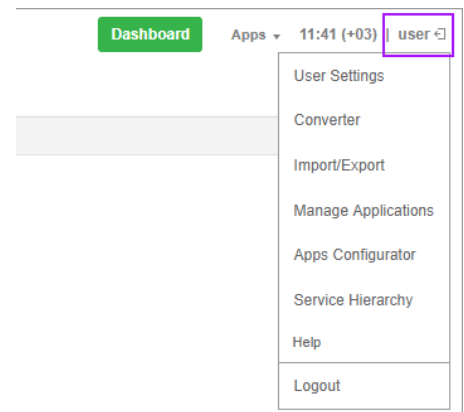 Dashboard Apps 11:41 (+03) | user
User Settings
Converter
Import/Export
Manage Applications
Apps Configurator
Service Hierarchy
Help
Logout